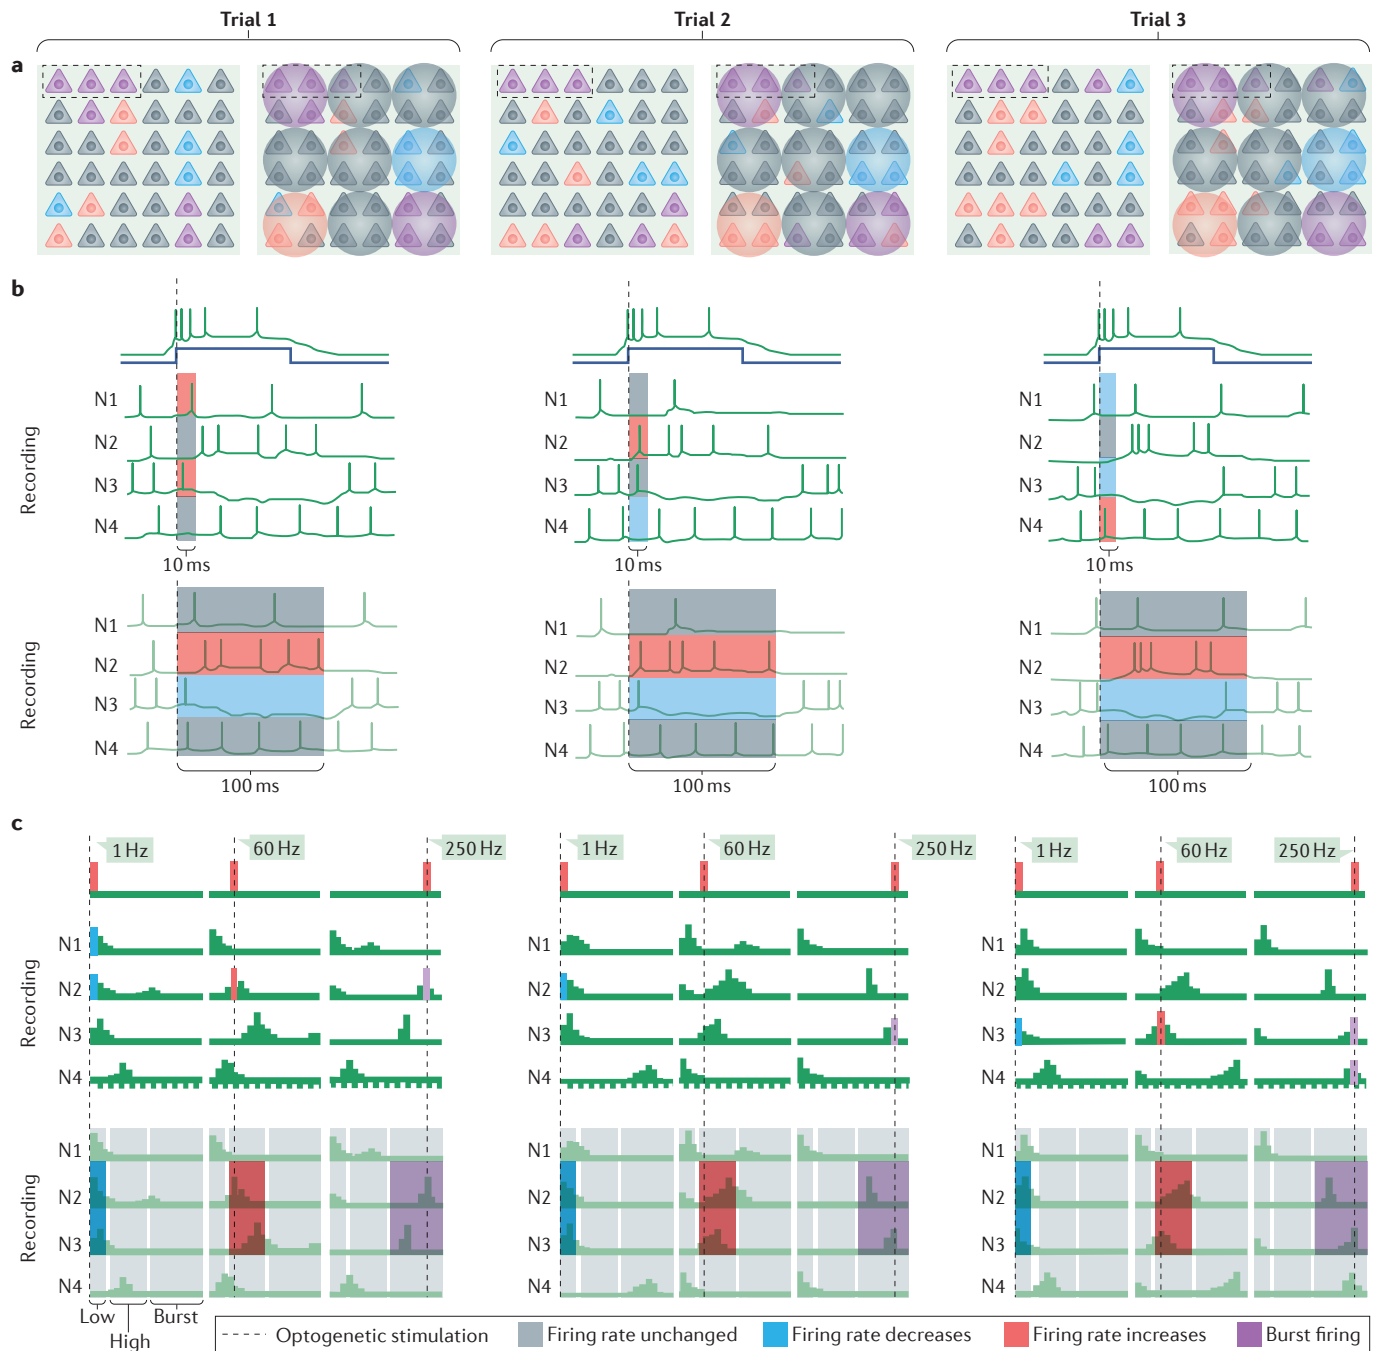 Trial 1
Trial 2
Trial 3
a
b
Recording
N1
N2
N3
N4
10 ms
N1
N2
N3
N4
10 ms
N1
N2
N3
N4
10 ms
Recording
N1
N2
N3
N4
100 ms
N1
N2
N3
N4
100 ms
N1
N2
N3
N4
100 ms
c
1 Hz
60 Hz
250 Hz
1 Hz
60 Hz
250 Hz
1 Hz
60 Hz
250 Hz
Recording
N1
N2
N3
N4
N1
N2
N3
N4
N1
N2
N3
N4
Recording
N1
N2
N3
N4
N1
N2
N3
N4
N1
N2
N3
N4
Low
High
Burst
Optogenetic stimulation
Firing rate unchanged
Firing rate decreases
Firing rate increases
Burst firing